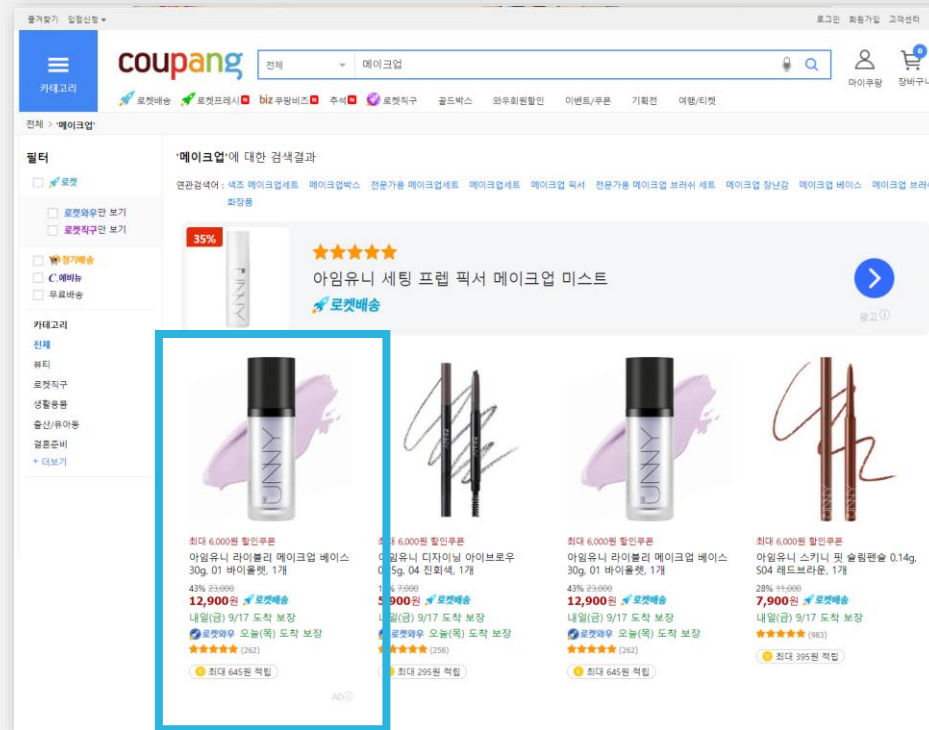 즐겨찾기 입점신청
로그인 회원가입 고객센터
카테고리
coupang
전체
메이크업
마이쿠팡
0
장바구니
로켓배송 로켓프레시 N biz 쿠팡비즈 N 추석 N 로켓직구 골드박스 와우회원할인 이벤트/쿠폰 기획전 여행/티켓
전체 > '메이크업'
필터
로켓
로켓와우만 보기
로켓직구만 보기
정기배송
C.에비뉴
무료배송
카테고리
전체
뷰티
로켓직구
생활용품
출산/유아동
결혼준비
+ 더보기
'메이크업'에 대한 검색결과
연관검색어 : 색조 메이크업세트 메이크업박스 전문가용 메이크업세트 메이크업세트 메이크업 픽서 전문가용 메이크업 브러쉬 세트 메이크업 장난감 메이크업 베이스 메이크업 브러쉬
화장품
35%
UNNY
아임유니 세팅 프렙 픽서 메이크업 미스트
로켓배송
광고
UNNY
최대 6,000원 할인쿠폰
아임유니 라이블리 메이크업 베이스
30g, 01 바이올렛, 1개
43% 23,000
12,900원 로켓배송
내일(금) 9/17 도착 보장
로켓와우 오늘(목) 도착 보장
(262)
최대 645원 적립
AD
최대 6,000원 할인쿠폰
아임유니 디자이닝 아이브로우
04 진회색, 1개
7,000
5,900원 로켓배송
내일(금) 9/17 도착 보장
로켓와우 오늘(목) 도착 보장
(258)
최대 295원 적립
UNNY
최대 6,000원 할인쿠폰
아임유니 라이블리 메이크업 베이스
30g, 01 바이올렛, 1개
43% 23,000
12,900원 로켓배송
내일(금) 9/17 도착 보장
로켓와우 오늘(목) 도착 보장
(262)
최대 645원 적립
최대 6,000원 할인쿠폰
아임유니 스키니 핏 슬림펜슬 0.14g,
S04 레드브라운, 1개
28% 11,000
7,900원 로켓배송
내일(금) 9/17 도착 보장
(983)
최대 395원 적립